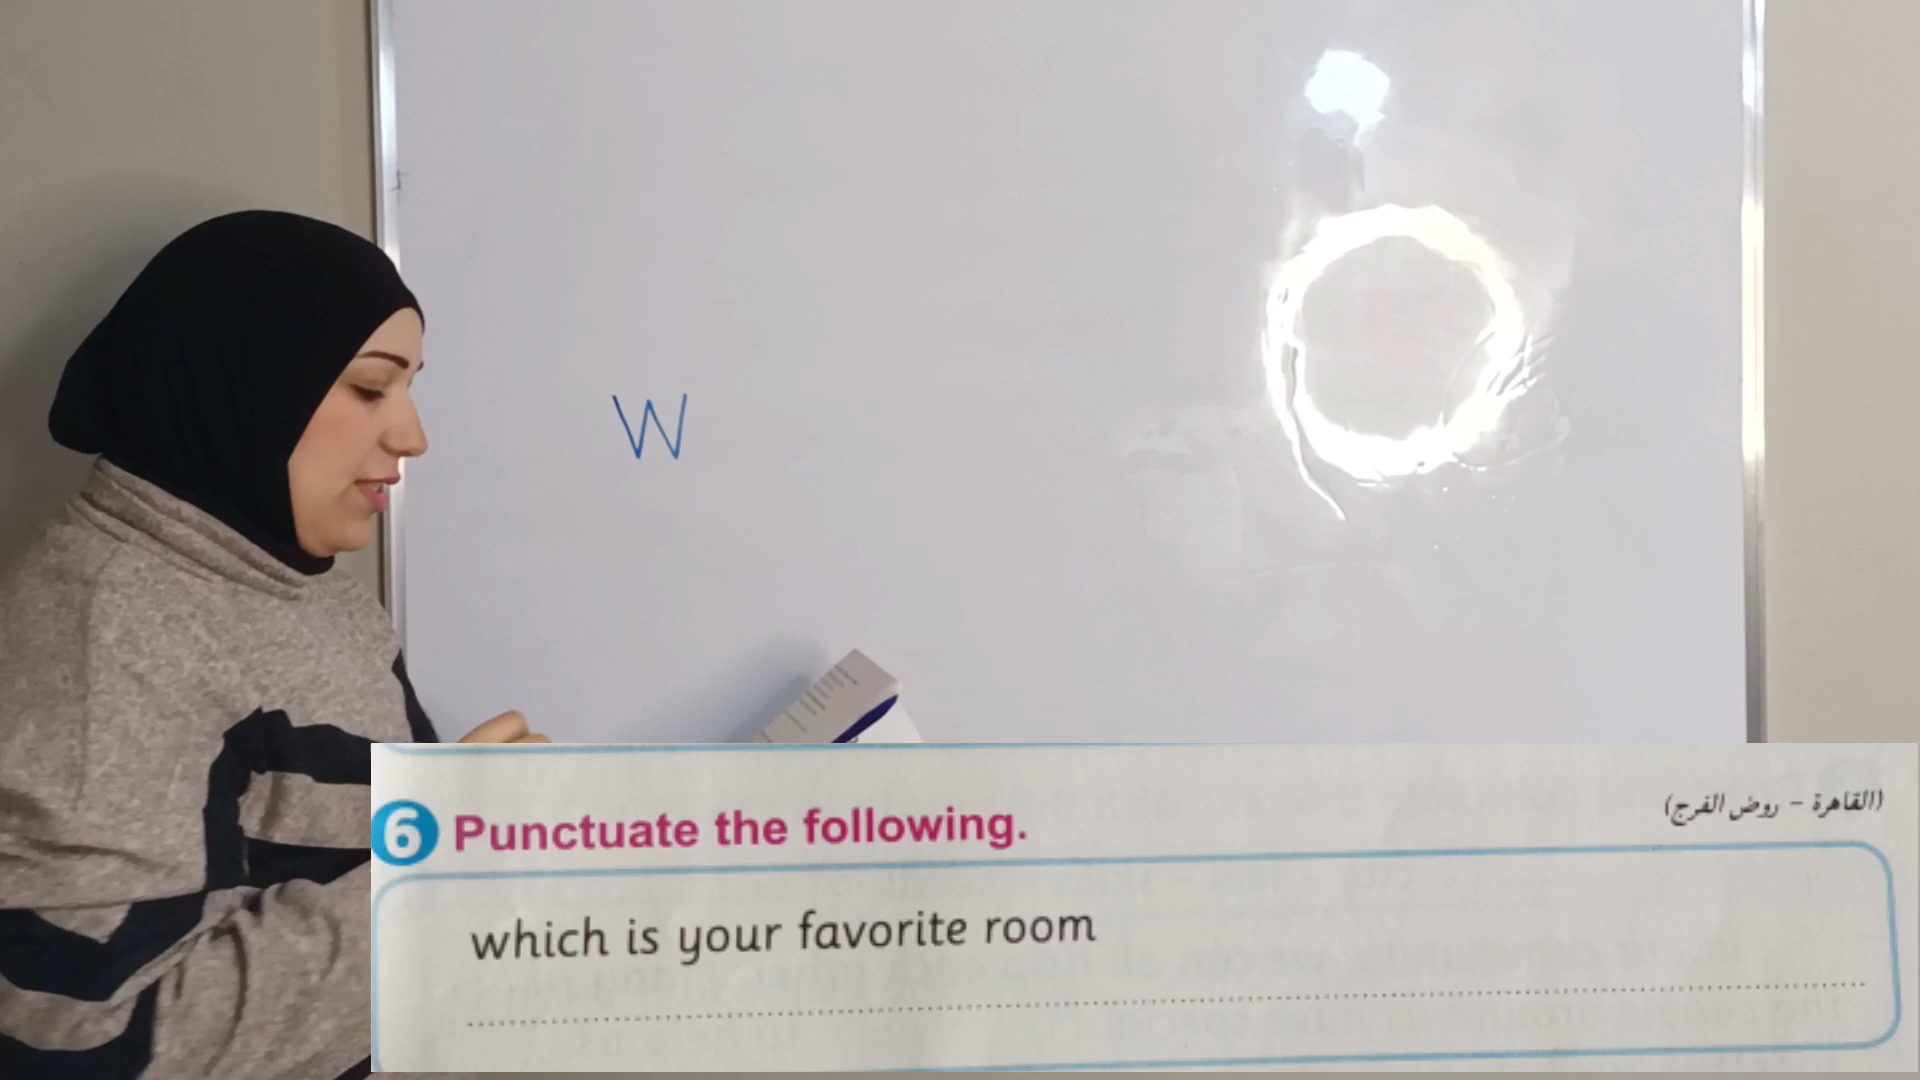 W
6 Punctuate the following.
(القاهرة - روض الفرج)
which is your favorite room